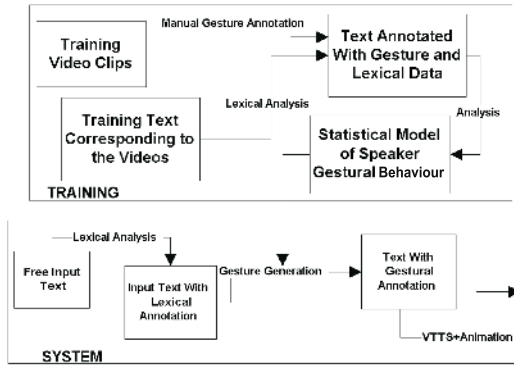 Training
Video Clips
Manual Gesture Annotation
Text Annotated
With Gesture and
Lexical Data
Lexical Analysis
Analysis
Training Text
Corresponding to
the Videos
Statistical Model
of Speaker
Gestural Behaviour
TRAINING
Lexical Analysis
Free Input
Text
Input Text With
Lexical
Annotation
Gesture Generation
Text With
Gestural
Annotation
VTTS+Animation
SYSTEM